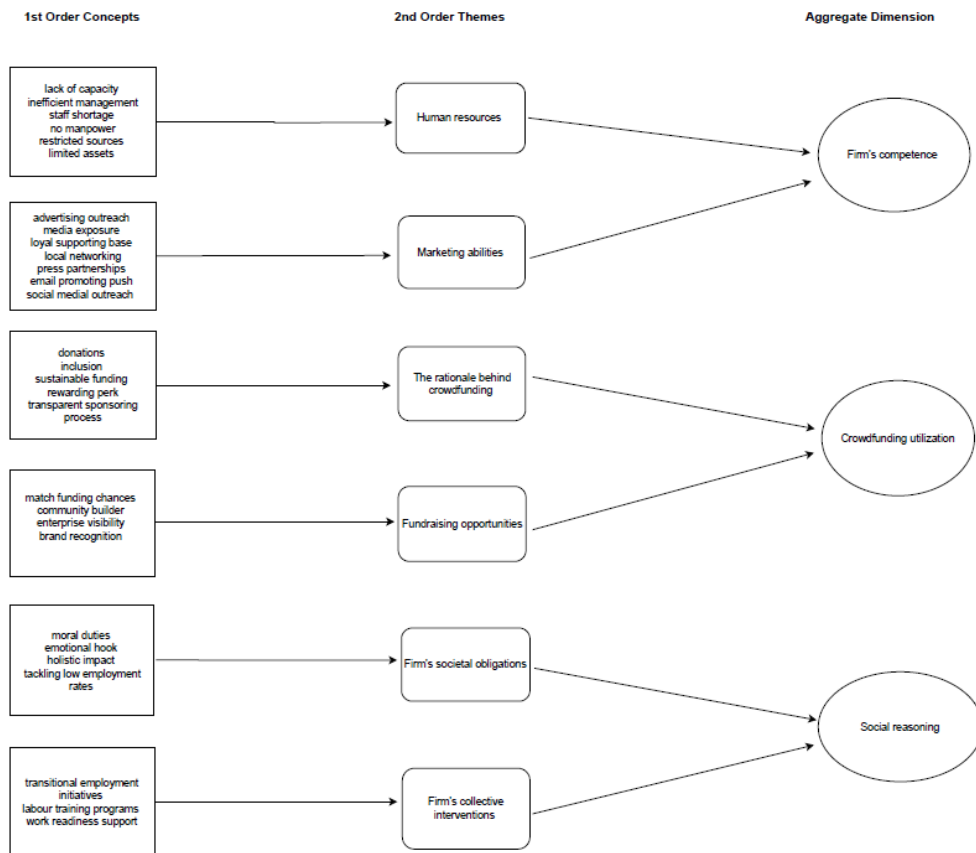 1st Order Concepts
2nd Order Themes
Aggregate Dimension
lack of capacity
inefficient management
staff shortage
no manpower
restricted sources
limited assets
Human resources
Firm's competence
advertising outreach
media exposure
loyal supporting base
local networking
press partnerships
email promoting push
social medial outreach
Marketing abilities
donations
inclusion
sustainable funding
rewarding perk
transparent sponsoring
process
The rationale behind
crowdfunding
Crowdfunding utilization
match funding chances
community builder
enterprise visibility
brand recognition
Fundraising opportunities
moral duties
emotional hook
holistic impact
tackling low employment
rates
Firm's societal obligations
Social reasoning
transitional employment
initiatives
labour training programs
work readiness support
Firm's collective
interventions